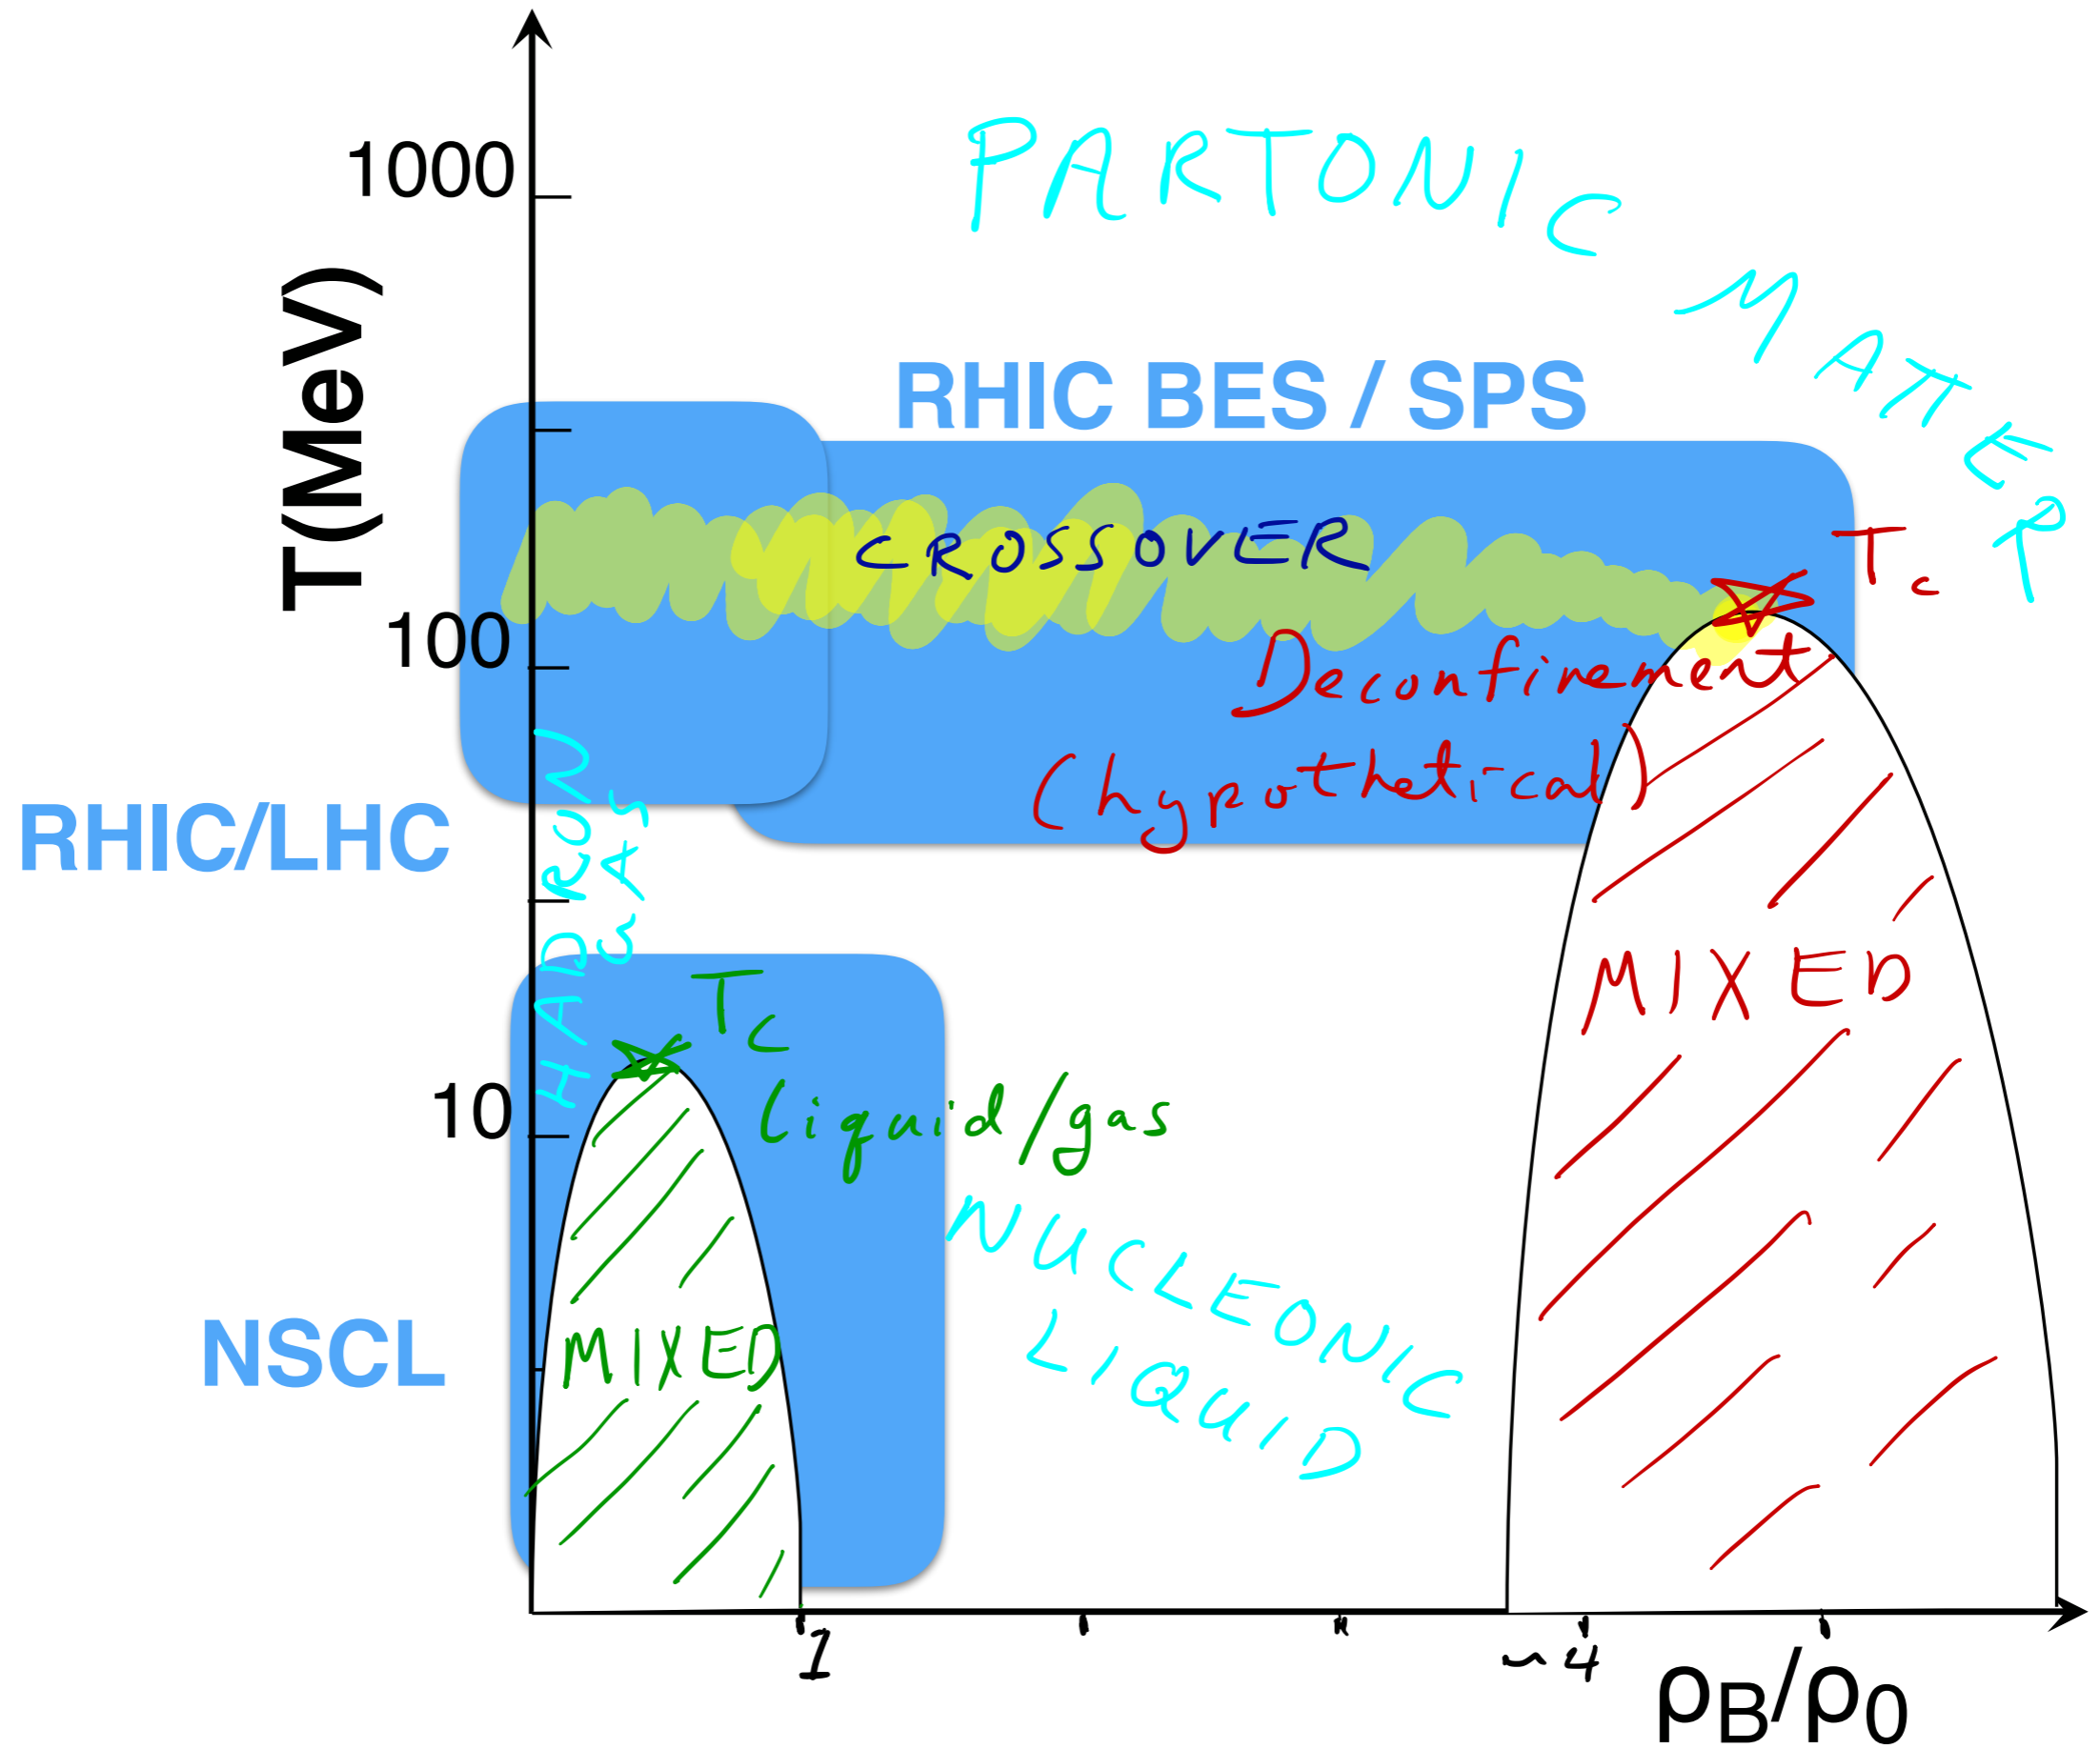 PARTONIC MATTER
1000
T(MeV)
RHIC BES / SPS
CROSSOVER
Tc
100
Deconfinement
(hypothetical)
RHIC/LHC
HADRON
GAS
MIXED
Tc
liquid/gas
10
NUCLEONIC
LIQUID
NSCL
MIXED
1
~4
ρB/ρ0